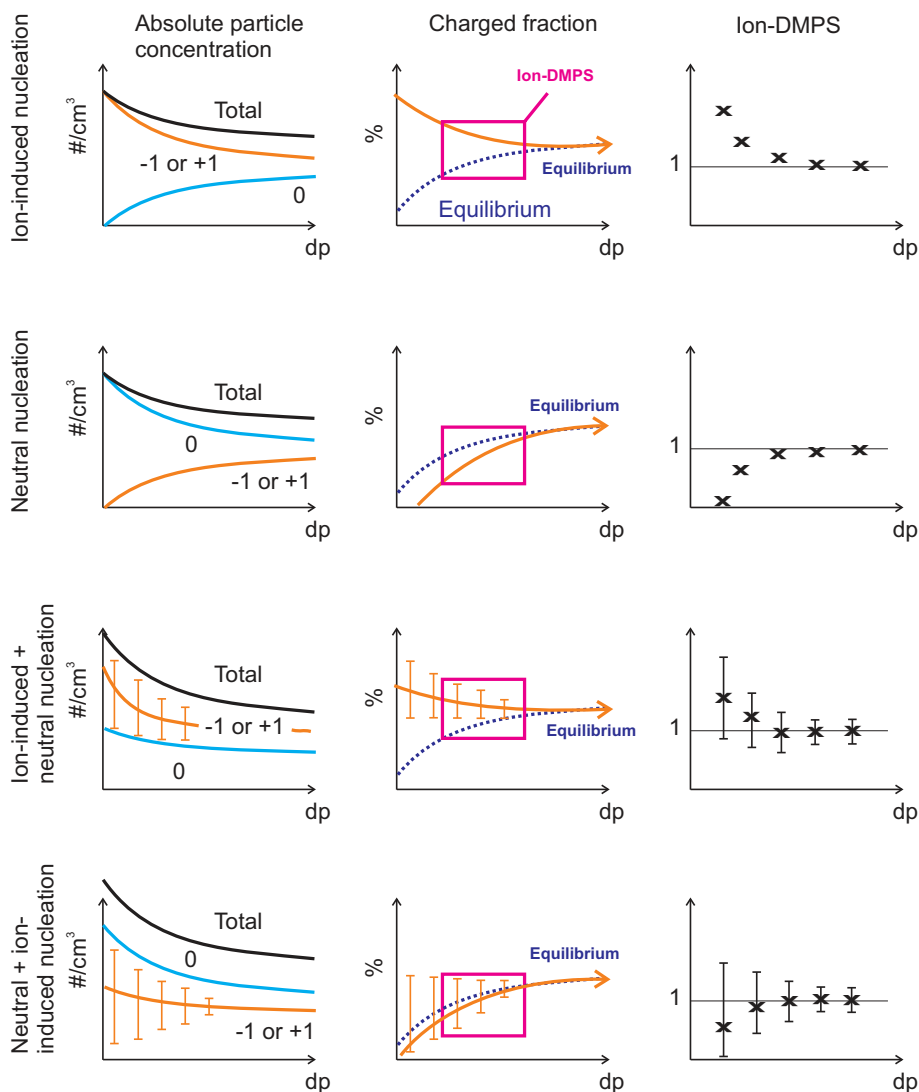 Absolute particle
concentration
Charged fraction
Ion-DMPS
Ion-induced nucleation
#/cm³
Total
-1 or +1
0
dp
%
Ion-DMPS
Equilibrium
Equilibrium
dp
1
dp
Neutral nucleation
#/cm³
Total
0
-1 or +1
dp
%
Equilibrium
dp
1
dp
Ion-induced +
neutral nucleation
#/cm³
Total
-1 or +1
0
dp
%
Equilibrium
dp
1
dp
Neutral + ion-
induced nucleation
#/cm³
Total
0
-1 or +1
dp
%
Equilibrium
dp
1
dp